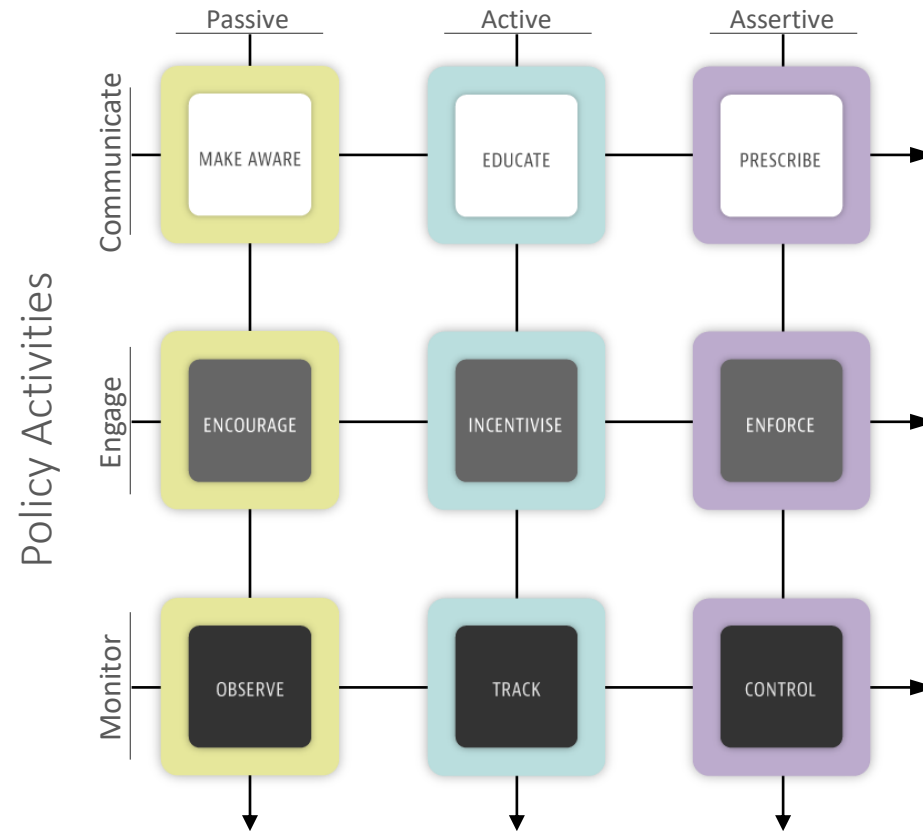 Passive
Active
Assertive
Policy Activities
Communicate
MAKE AWARE
EDUCATE
PRESCRIBE
Engage
ENCOURAGE
INCENTIVISE
ENFORCE
Monitor
OBSERVE
TRACK
CONTROL